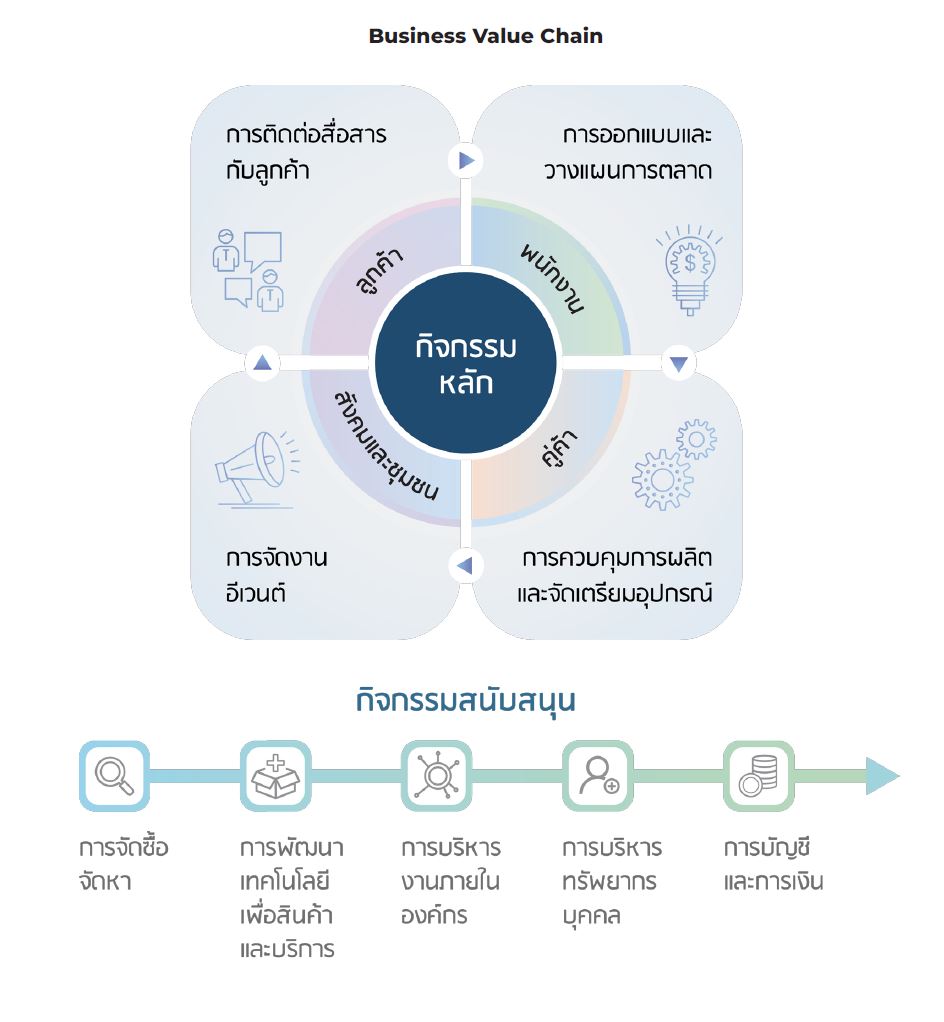 Business Value Chain
การติดต่อสื่อสาร
กับลูกค้า
การออกแบบและ
วางแผนการตลาด
ลูกค้า
พนักงาน
กิจกรรม
หลัก
สังคมและชุมชน
คู่ค้า
การจัดงาน
อีเวนต์
การควบคุมการผลิต
และจัดเตรียมอุปกรณ์
กิจกรรมสนับสนุน
การจัดซื้อ
จัดหา
การพัฒนา
เทคโนโลยี
เพื่อสินค้า
และบริการ
การบริหาร
งานภายใน
องค์กร
การบริหาร
ทรัพยากร
บุคคล
การบัญชี
และการเงิน